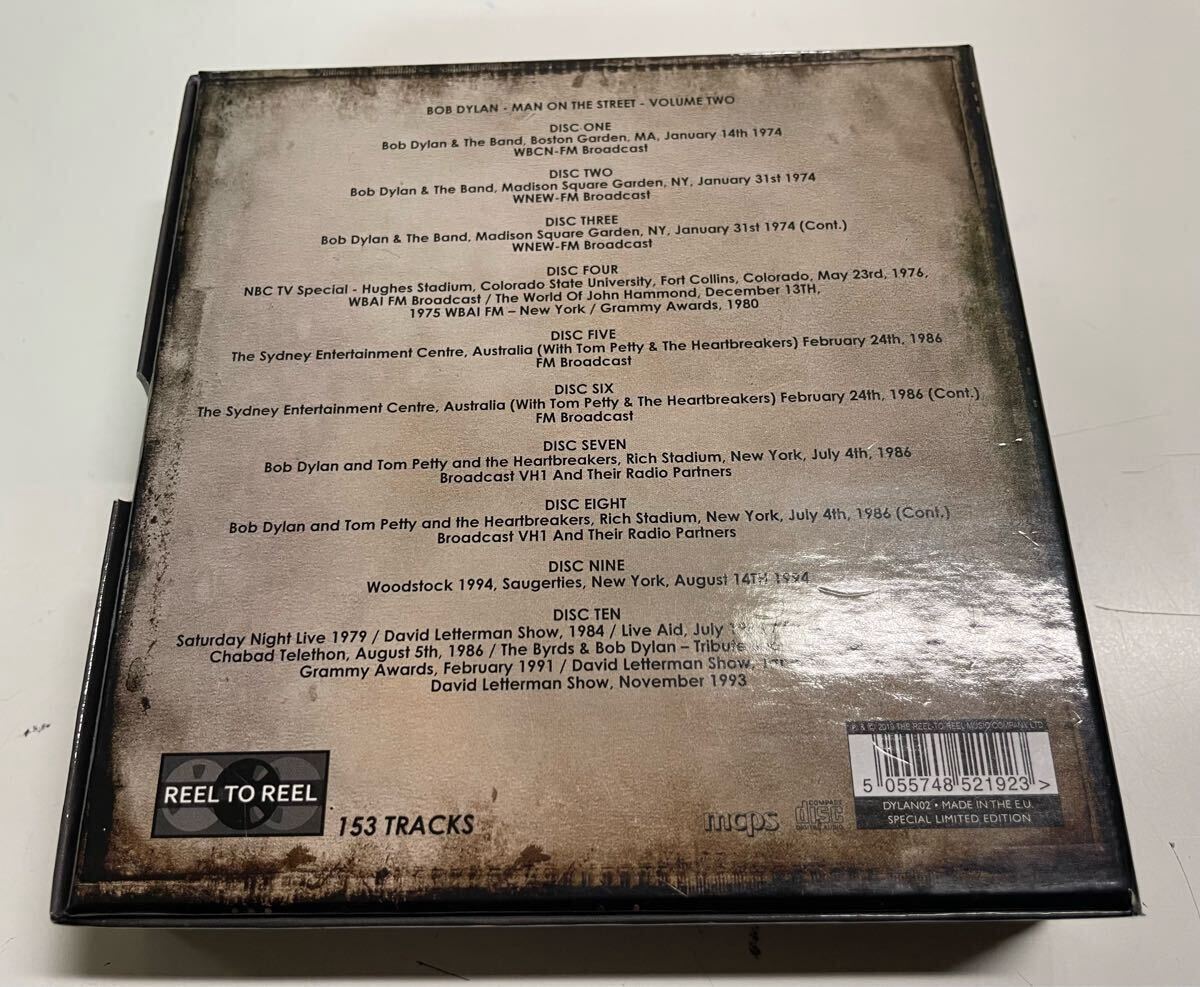 BOB DYLAN - MAN ON THE STREET - VOLUME TWO
DISC ONE
Bob Dylan & The Band, Boston Garden, MA, January 14th 1974
WBCN-FM Broadcast
DISC TWO
Bob Dylan & The Band, Madison Square Garden, NY, January 31st 1974
WNEW-FM Broadcast
DISC THREE
Bob Dylan & The Band, Madison Square Garden, NY, January 31st 1974 (Cont.)
WNEW-FM Broadcast
DISC FOUR
NBC TV Special - Hughes Stadium, Colorado State University, Fort Collins, Colorado, May 23rd, 1976,
WBAI FM Broadcast / The World Of John Hammond, December 13TH,
1975 WBAI FM – New York / Grammy Awards, 1980
DISC FIVE
The Sydney Entertainment Centre, Australia (With Tom Petty & The Heartbreakers) February 24th, 1986
FM Broadcast
DISC SIX
The Sydney Entertainment Centre, Australia (With Tom Petty & The Heartbreakers) February 24th, 1986 (Cont.)
FM Broadcast
DISC SEVEN
Bob Dylan and Tom Petty and the Heartbreakers, Rich Stadium, New York, July 4th, 1986
Broadcast VH1 And Their Radio Partners
DISC EIGHT
Bob Dylan and Tom Petty and the Heartbreakers, Rich Stadium, New York, July 4th, 1986 (Cont.)
Broadcast VH1 And Their Radio Partners
DISC NINE
Woodstock 1994, Saugerties, New York, August 14TH 1994
DISC TEN
Saturday Night Live 1979 / David Letterman Show, 1984 / Live Aid, July
Chabad Telethon, August 5th, 1986 / The Byrds & Bob Dylan – Tribute
Grammy Awards, February 1991 / David Letterman Show,
David Letterman Show, November 1993
REEL TO REEL
153 TRACKS
mcps
COMPACT
disc
DIGITAL AUDIO
℗ & © 2019 THE REEL-TO-REEL MUSIC COMPANY LTD
5 055748 521923 >
DYLAN02 • MADE IN THE E.U.
SPECIAL LIMITED EDITION